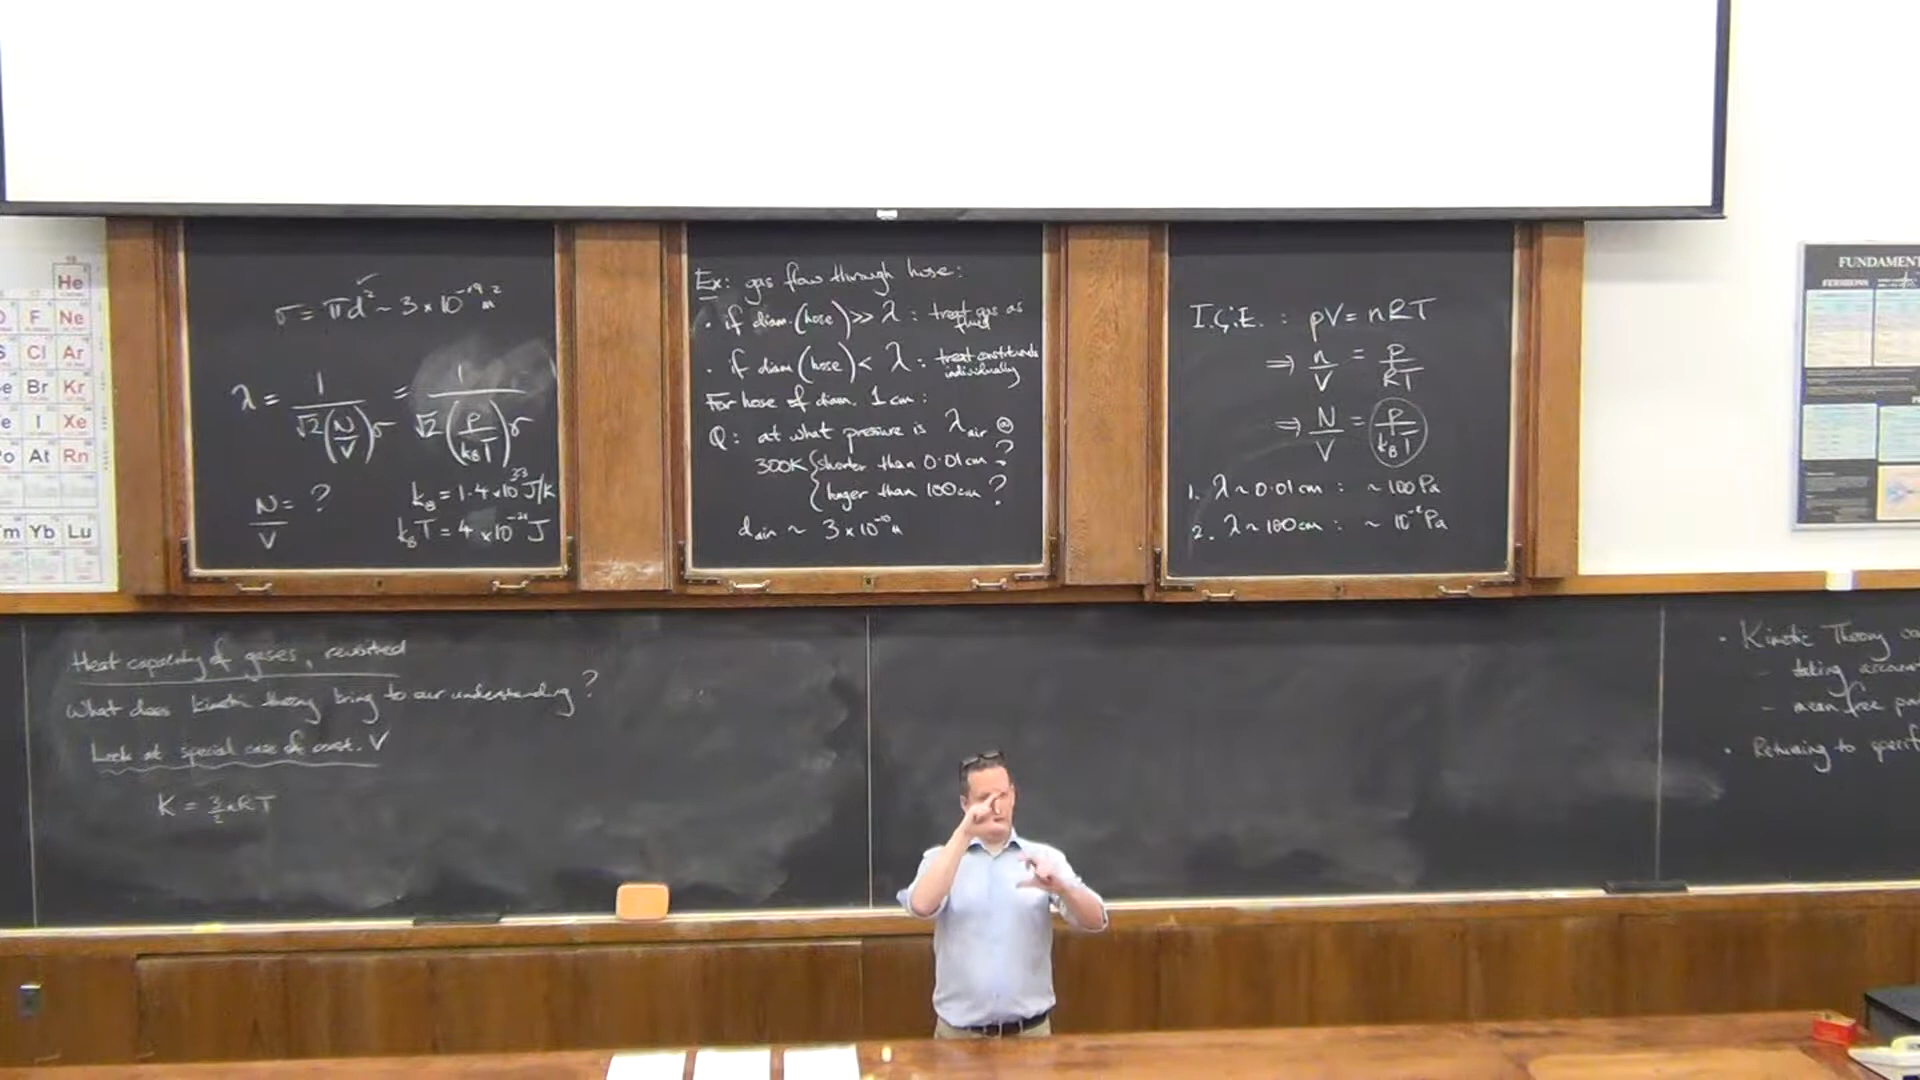 σ = πd² ~ 3 × 10⁻¹⁹ m²
λ = 1/(√2(N/V)σ) = 1/(√2(P/k_BT)σ)
N/V = ?
k_B = 1.4 × 10⁻²³ J/K
k_BT = 4 × 10⁻²¹ J
Ex: gas flow through hose:
· if diam(hose) >> λ : treat gas as fluid
· if diam(hose) < λ : treat constituents individually
For hose of diam. 1 cm:
Q: at what pressure is λ_air @
300K { shorter than 0.01 cm ?
{ longer than 100 cm ?
d_air ~ 3 × 10⁻¹⁰ m
I.G.E. : pV = nRT
⇒ n/V = P/RT
⇒ N/V = P/k_BT
1. λ ~ 0.01 cm : ~ 100 Pa
2. λ ~ 100 cm : ~ 10⁻² Pa
Heat capacity of gases, revisited
What does kinetic theory bring to our understanding?
Look at special case of const. V
K = 3/2 nRT
· Kinetic Theory
- taking
- mean free
· Returning to
18
He
F Ne
Cl Ar
Br Kr
I Xe
At Rn
Yb Lu
FUNDAMENT
FERMIONS